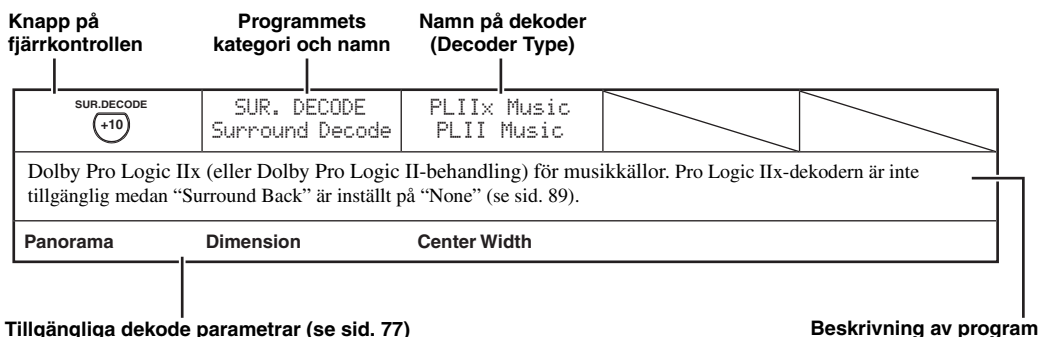 Knapp på
fjärrkontrollen
Programmets
kategori och namn
Namn på dekoder
(Decoder Type)
SUR.DECODE
+10
SUR. DECODE
Surround Decode
PLIIx Music
PLII Music
Dolby Pro Logic IIx (eller Dolby Pro Logic II-behandling) för musikkällor. Pro Logic IIx-dekodern är inte
tillgänglig medan “Surround Back” är inställt på “None” (se sid. 89).
Panorama Dimension Center Width
Tillgängliga dekode parametrar (se sid. 77)
Beskrivning av program